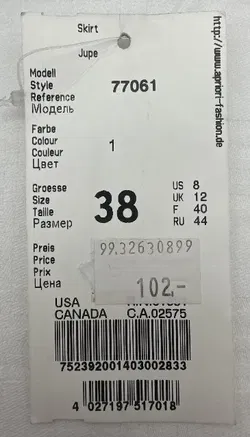 Skirt
Jupe
http://www.apriori-fashion.de
Modell
Style 77061
Reference
Модель
Farbe
Colour 1
Couleur
Цвет
Groesse US 8
Size 38 UK 12
Taille F 40
Размер RU 44
Preis 99.32630899
Price
Prix 102,-
Цена
USA
CANADA C.A.02575
752392001403002833
4 027197 517018